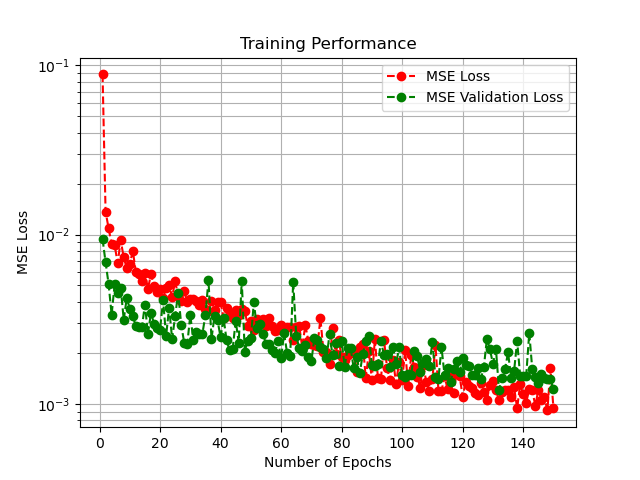 Training Performance
MSE Loss
MSE Validation Loss
10⁻¹
10⁻²
10⁻³
MSE Loss
0 20 40 60 80 100 120 140
Number of Epochs